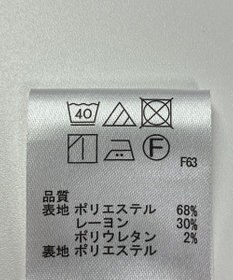 40
F
F63
品質
表地 ポリエステル 68%
レーヨン 30%
ポリウレタン 2%
裏地 ポリエステル